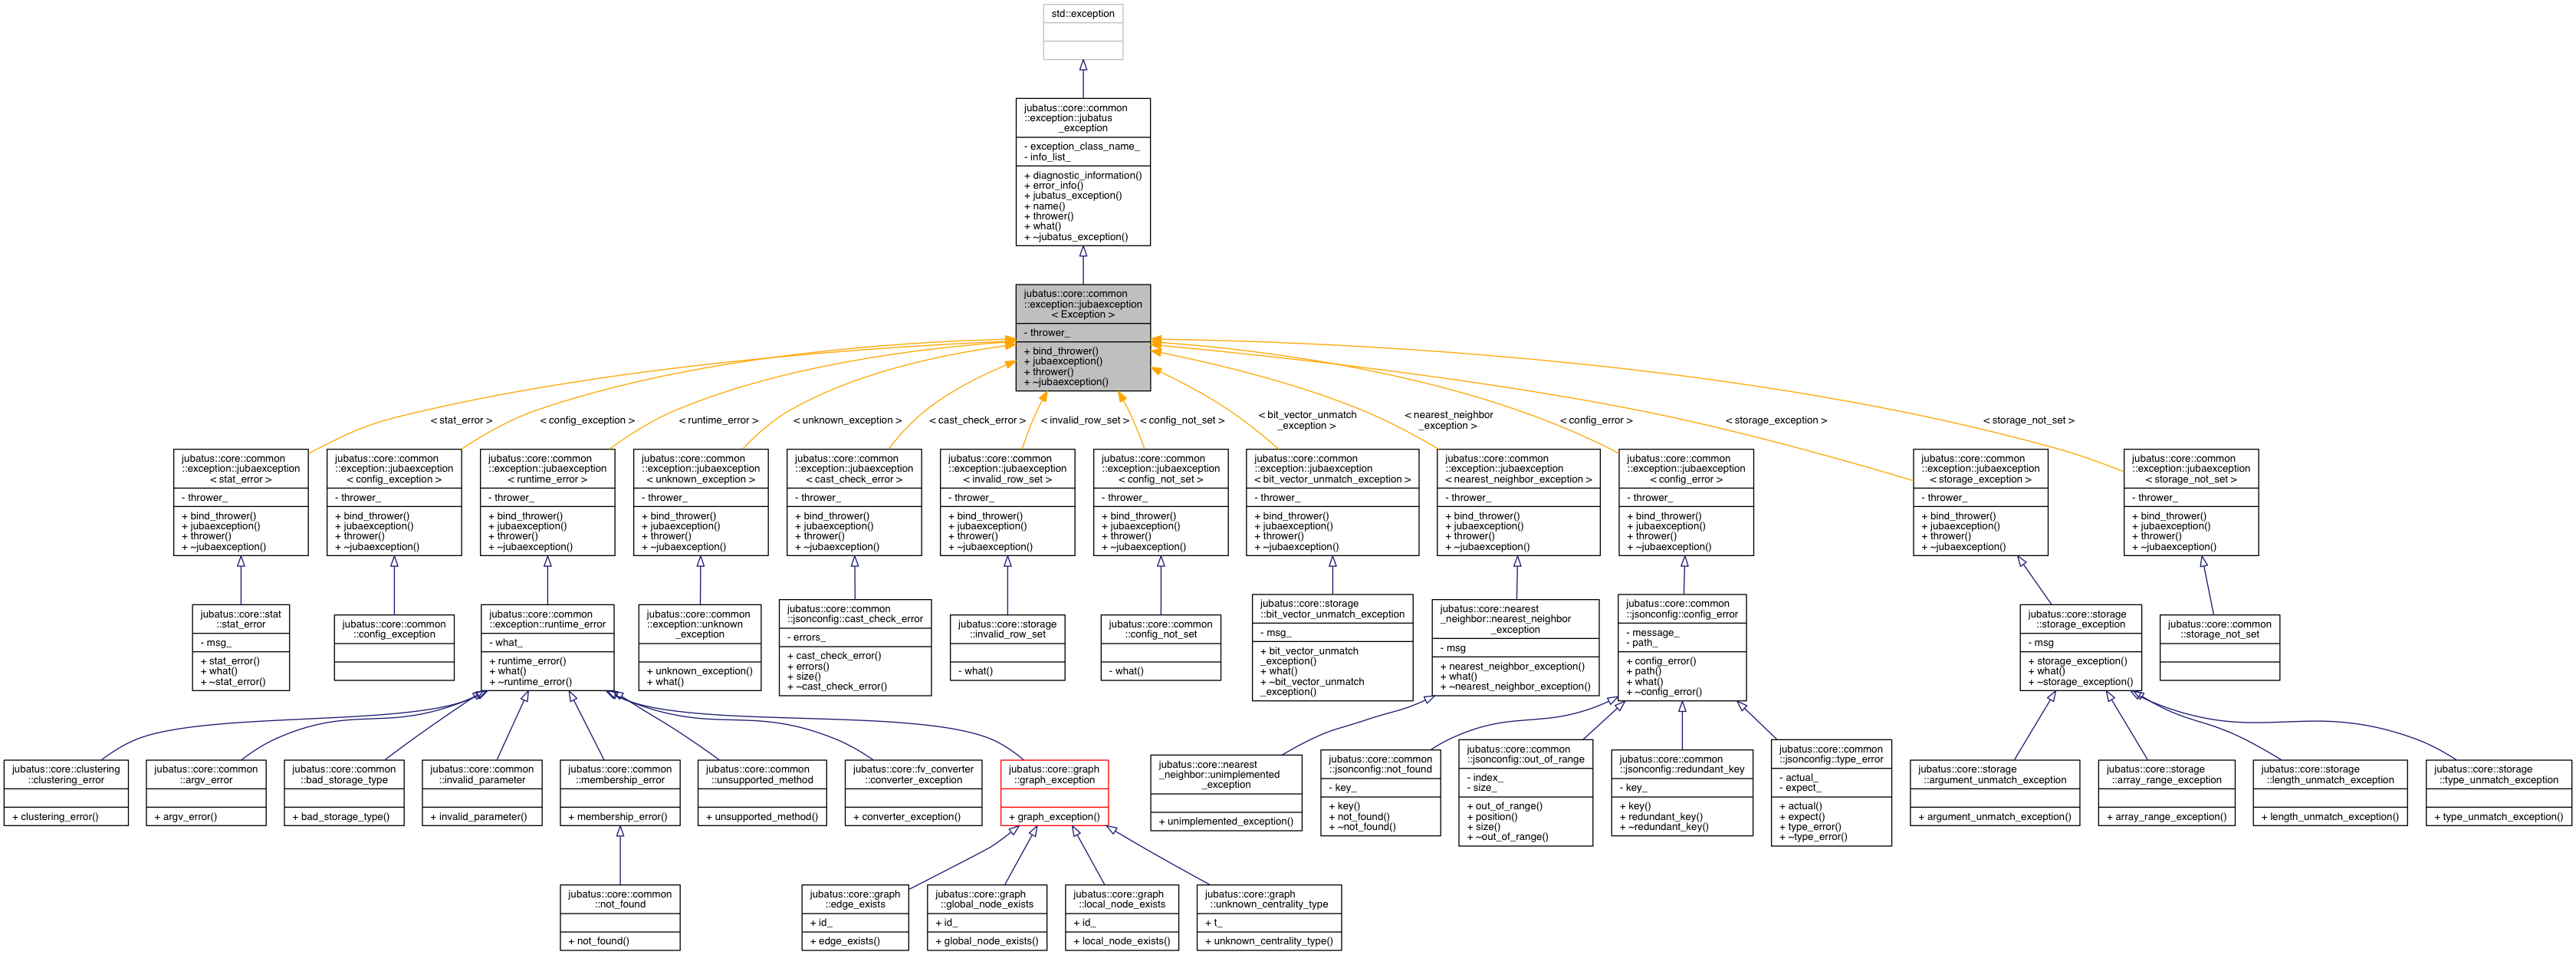 std::exception
jubatus::core::common
::exception::jubatus
_exception
- exception_class_name_
- info_list_
+ diagnostic_information()
+ error_info()
+ jubatus_exception()
+ name()
+ thrower()
+ what()
+ ~jubatus_exception()
jubatus::core::common
::exception::jubaexception
< Exception >
- thrower_
+ bind_thrower()
+ jubaexception()
+ thrower()
+ ~jubaexception()
< stat_error >
< config_exception >
< runtime_error >
< unknown_exception >
< cast_check_error >
< invalid_row_set >
< config_not_set >
< bit_vector_unmatch
_exception >
< nearest_neighbor
_exception >
< config_error >
< storage_exception >
< storage_not_set >
jubatus::core::common
::exception::jubaexception
< stat_error >
- thrower_
+ bind_thrower()
+ jubaexception()
+ thrower()
+ ~jubaexception()
jubatus::core::common
::exception::jubaexception
< config_exception >
- thrower_
+ bind_thrower()
+ jubaexception()
+ thrower()
+ ~jubaexception()
jubatus::core::common
::exception::jubaexception
< runtime_error >
- thrower_
+ bind_thrower()
+ jubaexception()
+ thrower()
+ ~jubaexception()
jubatus::core::common
::exception::jubaexception
< unknown_exception >
- thrower_
+ bind_thrower()
+ jubaexception()
+ thrower()
+ ~jubaexception()
jubatus::core::common
::exception::jubaexception
< cast_check_error >
- thrower_
+ bind_thrower()
+ jubaexception()
+ thrower()
+ ~jubaexception()
jubatus::core::common
::exception::jubaexception
< invalid_row_set >
- thrower_
+ bind_thrower()
+ jubaexception()
+ thrower()
+ ~jubaexception()
jubatus::core::common
::exception::jubaexception
< config_not_set >
- thrower_
+ bind_thrower()
+ jubaexception()
+ thrower()
+ ~jubaexception()
jubatus::core::common
::exception::jubaexception
< bit_vector_unmatch_exception >
- thrower_
+ bind_thrower()
+ jubaexception()
+ thrower()
+ ~jubaexception()
jubatus::core::common
::exception::jubaexception
< nearest_neighbor_exception >
- thrower_
+ bind_thrower()
+ jubaexception()
+ thrower()
+ ~jubaexception()
jubatus::core::common
::exception::jubaexception
< config_error >
- thrower_
+ bind_thrower()
+ jubaexception()
+ thrower()
+ ~jubaexception()
jubatus::core::common
::exception::jubaexception
< storage_exception >
- thrower_
+ bind_thrower()
+ jubaexception()
+ thrower()
+ ~jubaexception()
jubatus::core::common
::exception::jubaexception
< storage_not_set >
- thrower_
+ bind_thrower()
+ jubaexception()
+ thrower()
+ ~jubaexception()
jubatus::core::stat
::stat_error
- msg_
+ stat_error()
+ what()
+ ~stat_error()
jubatus::core::common
::config_exception
jubatus::core::common
::exception::runtime_error
- what_
+ runtime_error()
+ what()
+ ~runtime_error()
jubatus::core::common
::exception::unknown
_exception
+ unknown_exception()
+ what()
jubatus::core::common
::jsonconfig::cast_check_error
- errors_
+ cast_check_error()
+ errors()
+ size()
+ ~cast_check_error()
jubatus::core::storage
::invalid_row_set
- what()
jubatus::core::common
::config_not_set
- what()
jubatus::core::storage
::bit_vector_unmatch_exception
- msg_
+ bit_vector_unmatch
_exception()
+ what()
+ ~bit_vector_unmatch
_exception()
jubatus::core::nearest
_neighbor::nearest_neighbor
_exception
- msg
+ nearest_neighbor_exception()
+ what()
+ ~nearest_neighbor_exception()
jubatus::core::common
::jsonconfig::config_error
- message_
- path_
+ config_error()
+ path()
+ what()
+ ~config_error()
jubatus::core::storage
::storage_exception
- msg
+ storage_exception()
+ what()
+ ~storage_exception()
jubatus::core::common
::storage_not_set
jubatus::core::clustering
::clustering_error
+ clustering_error()
jubatus::core::common
::argv_error
+ argv_error()
jubatus::core::common
::bad_storage_type
+ bad_storage_type()
jubatus::core::common
::invalid_parameter
+ invalid_parameter()
jubatus::core::common
::membership_error
+ membership_error()
jubatus::core::common
::unsupported_method
+ unsupported_method()
jubatus::core::fv_converter
::converter_exception
+ converter_exception()
jubatus::core::graph
::graph_exception
+ graph_exception()
jubatus::core::nearest
_neighbor::unimplemented
_exception
+ unimplemented_exception()
jubatus::core::common
::jsonconfig::not_found
- key_
+ key()
+ not_found()
+ ~not_found()
jubatus::core::common
::jsonconfig::out_of_range
- index_
- size_
+ out_of_range()
+ position()
+ size()
+ ~out_of_range()
jubatus::core::common
::jsonconfig::redundant_key
- key_
+ key()
+ redundant_key()
+ ~redundant_key()
jubatus::core::common
::jsonconfig::type_error
- actual_
- expect_
+ actual()
+ expect()
+ type_error()
+ ~type_error()
jubatus::core::storage
::argument_unmatch_exception
+ argument_unmatch_exception()
jubatus::core::storage
::array_range_exception
+ array_range_exception()
jubatus::core::storage
::length_unmatch_exception
+ length_unmatch_exception()
jubatus::core::storage
::type_unmatch_exception
+ type_unmatch_exception()
jubatus::core::common
::not_found
+ not_found()
jubatus::core::graph
::edge_exists
+ id_
+ edge_exists()
jubatus::core::graph
::global_node_exists
+ id_
+ global_node_exists()
jubatus::core::graph
::local_node_exists
+ id_
+ local_node_exists()
jubatus::core::graph
::unknown_centrality_type
+ t_
+ unknown_centrality_type()